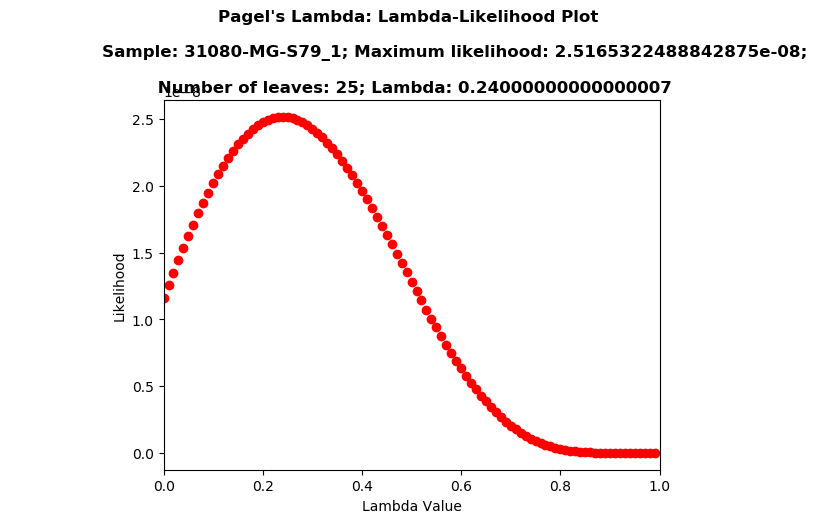 Pagel's Lambda: Lambda-Likelihood Plot
Sample: 31080-MG-S79_1; Maximum likelihood: 2.5165322488842875e-08;
Number of leaves: 25; Lambda: 0.24000000000000007
2.5
2.0
1.5
1.0
0.5
0.0
Likelihood
0.0 0.2 0.4 0.6 0.8 1.0
Lambda Value